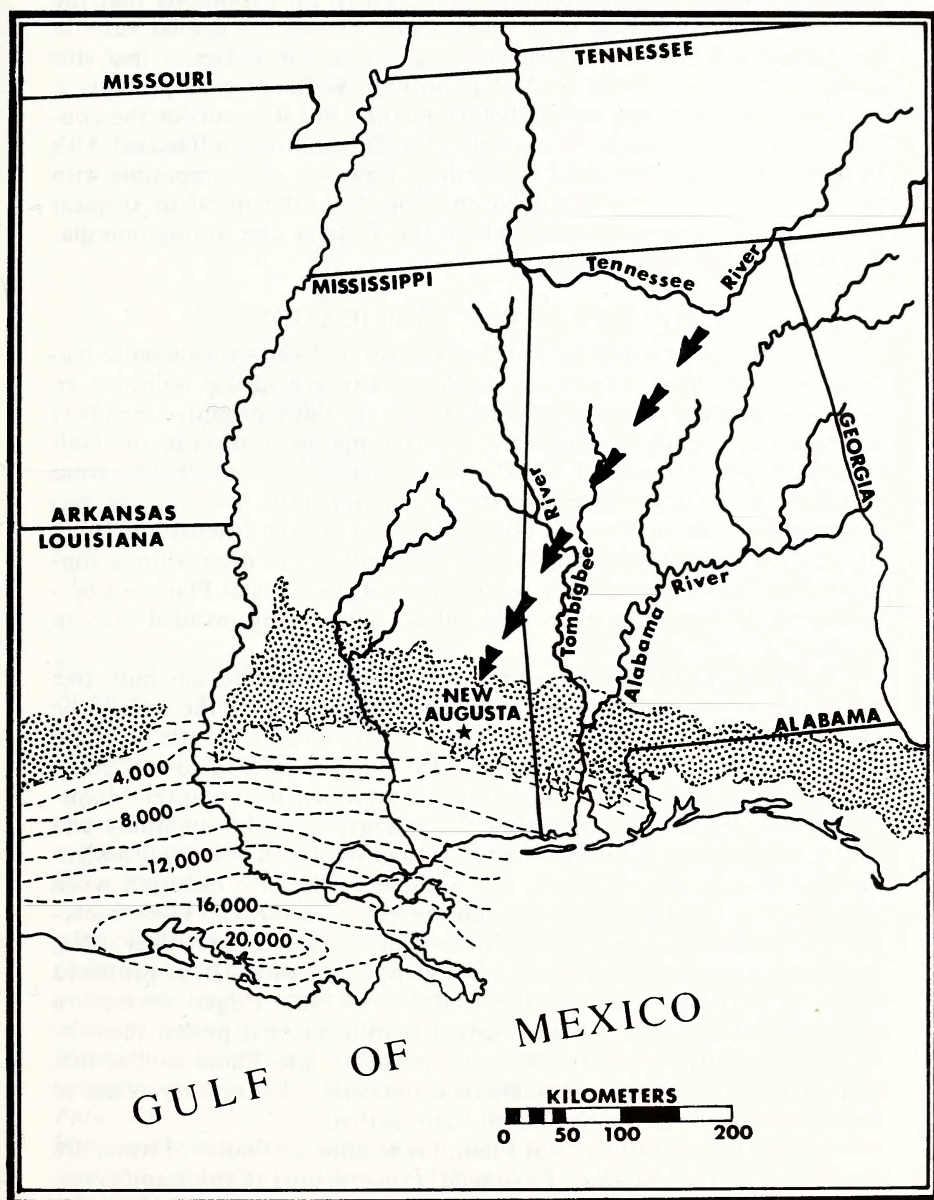 TENNESSEE
MISSOURI
MISSISSIPPI
Tennessee River
GEORGIA
River
ARKANSAS
LOUISIANA
Tombigbee
River
Alabama
NEW
AUGUSTA
ALABAMA
4,000
8,000
12,000
16,000
20,000
GULF OF MEXICO
KILOMETERS
0 50 100 200